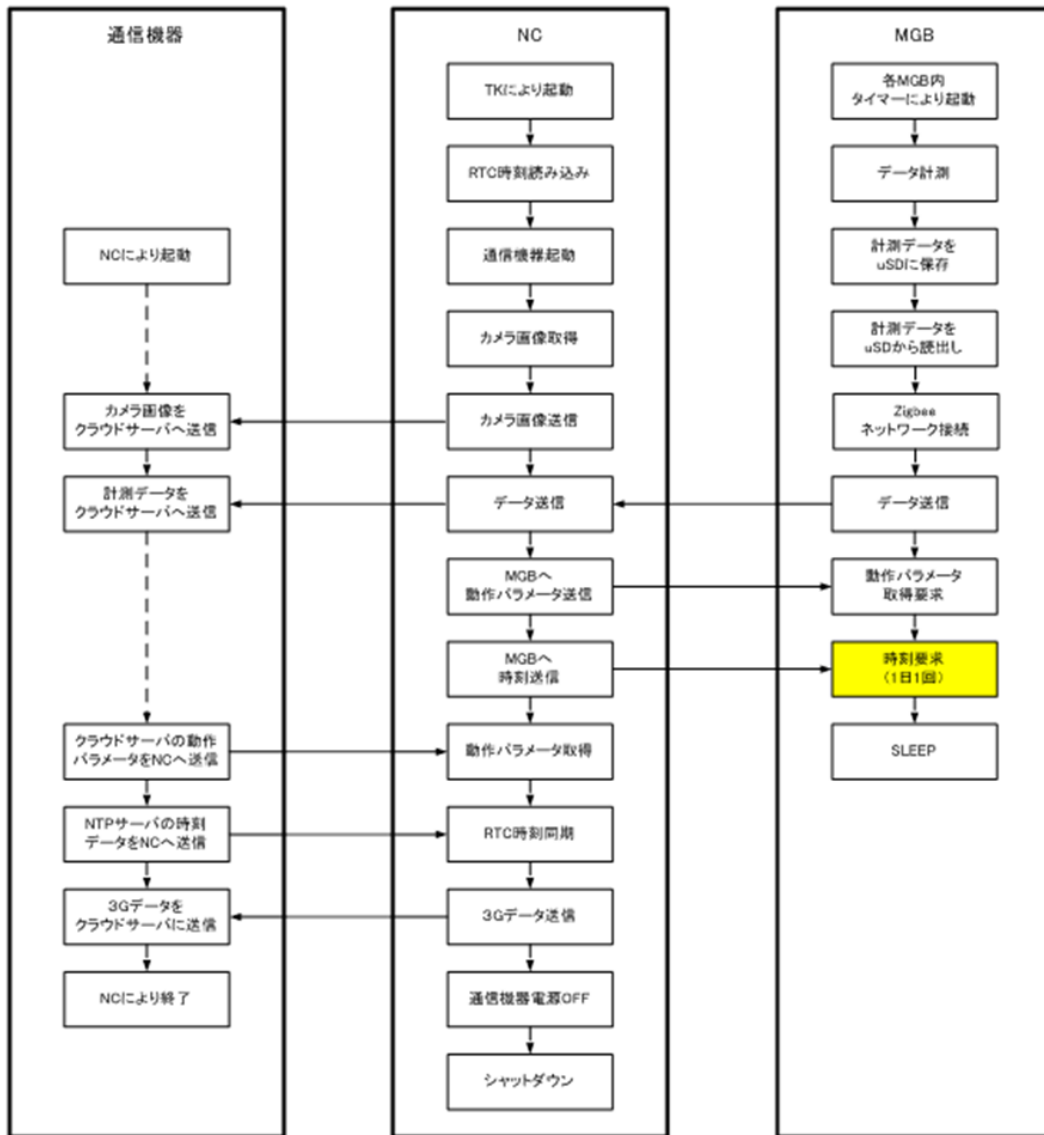 通信機器
NCにより起動
カメラ画像を
クラウドサーバへ送信
計測データを
クラウドサーバへ送信
クラウドサーバの動作
パラメータをNCへ送信
NTPサーバの時刻
データをNCへ送信
3Gデータを
クラウドサーバに送信
NCにより終了
NC
TKにより起動
RTC時刻読み込み
通信機器起動
カメラ画像取得
カメラ画像送信
データ送信
MGBへ
動作パラメータ送信
MGBへ
時刻送信
動作パラメータ取得
RTC時刻同期
3Gデータ送信
通信機器電源OFF
シャットダウン
MGB
各MGB内
タイマーにより起動
データ計測
計測データを
uSDに保存
計測データを
uSDから読出し
Zigbee
ネットワーク接続
データ送信
動作パラメータ
取得要求
時刻要求
(1日1回)
SLEEP